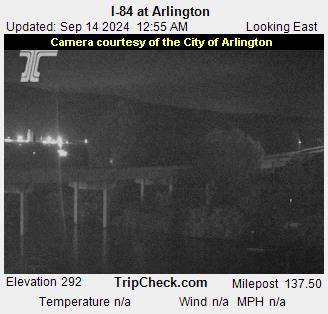 I-84 at Arlington
Updated: Sep 14 2024 12:55 AM Looking East
Camera courtesy of the City of Arlington
Elevation 292 TripCheck.com Milepost 137.50
Temperature n/a Wind n/a MPH n/a